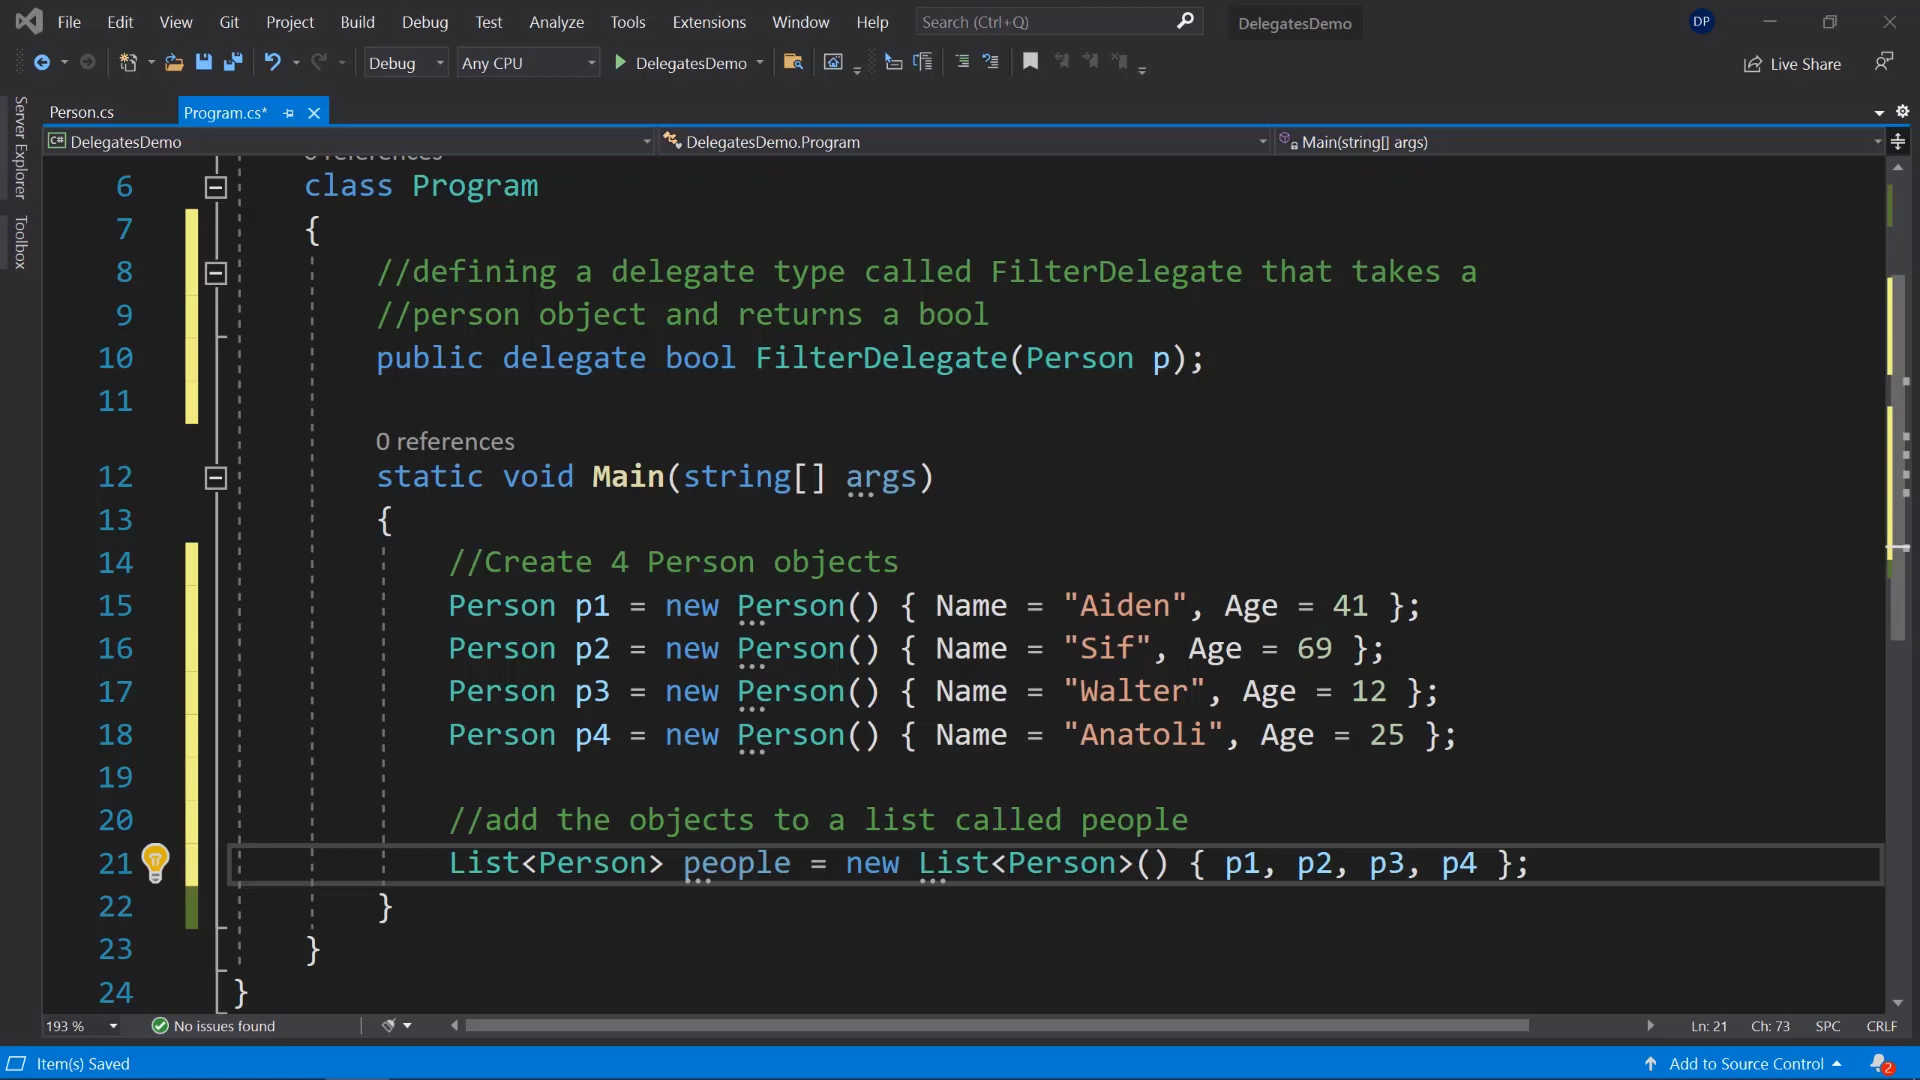 File Edit View Git Project Build Debug Test Analyze Tools Extensions Window Help Search (Ctrl+Q) DelegatesDemo DP
Debug Any CPU DelegatesDemo Live Share
Server Explorer
Toolbox
Person.cs Program.cs*
C# DelegatesDemo DelegatesDemo.Program Main(string[] args)
0 references
6 class Program
7 {
8 //defining a delegate type called FilterDelegate that takes a
9 //person object and returns a bool
10 public delegate bool FilterDelegate(Person p);
11
0 references
12 static void Main(string[] args)
13 {
14 //Create 4 Person objects
15 Person p1 = new Person() { Name = "Aiden", Age = 41 };
16 Person p2 = new Person() { Name = "Sif", Age = 69 };
17 Person p3 = new Person() { Name = "Walter", Age = 12 };
18 Person p4 = new Person() { Name = "Anatoli", Age = 25 };
19
20 //add the objects to a list called people
21 List<Person> people = new List<Person>() { p1, p2, p3, p4 };
22 }
23 }
24 }
193 % No issues found Ln: 21 Ch: 73 SPC CRLF
Item(s) Saved Add to Source Control 2